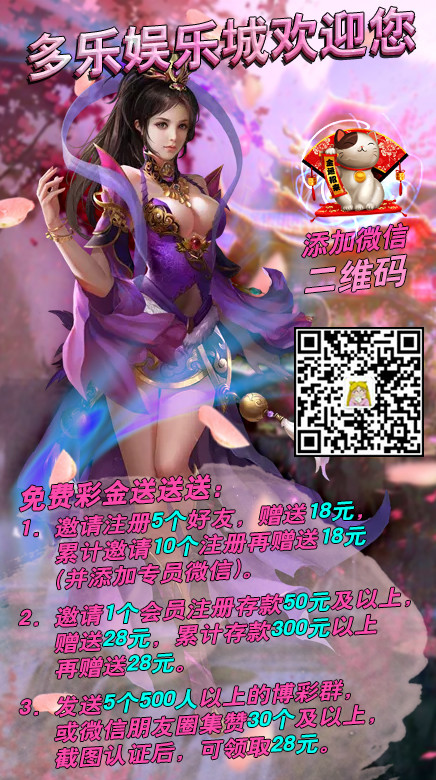 多乐娱乐城欢迎您
添加微信
二维码
免费彩金送送送：
1. 邀请注册5个好友，赠送18元，
累计邀请10个注册再赠送18元
（并添加专员微信）。
2. 邀请1个会员注册存款50元及以上，
赠送28元，累计存款300元以上
再赠送28元。
3. 发送5个500人以上的博彩群，
或微信朋友圈集赞30个及以上，
截图认证后，可领取28元。